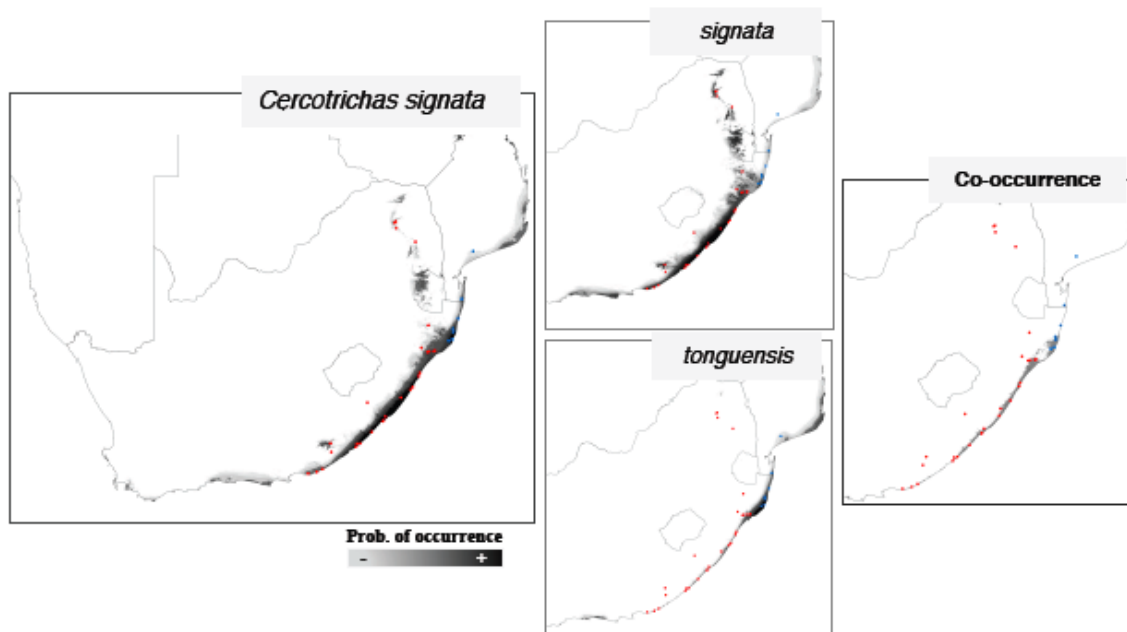 Cercotrichas signata
signata
tonguensis
Co-occurrence
Prob. of occurrence
- +